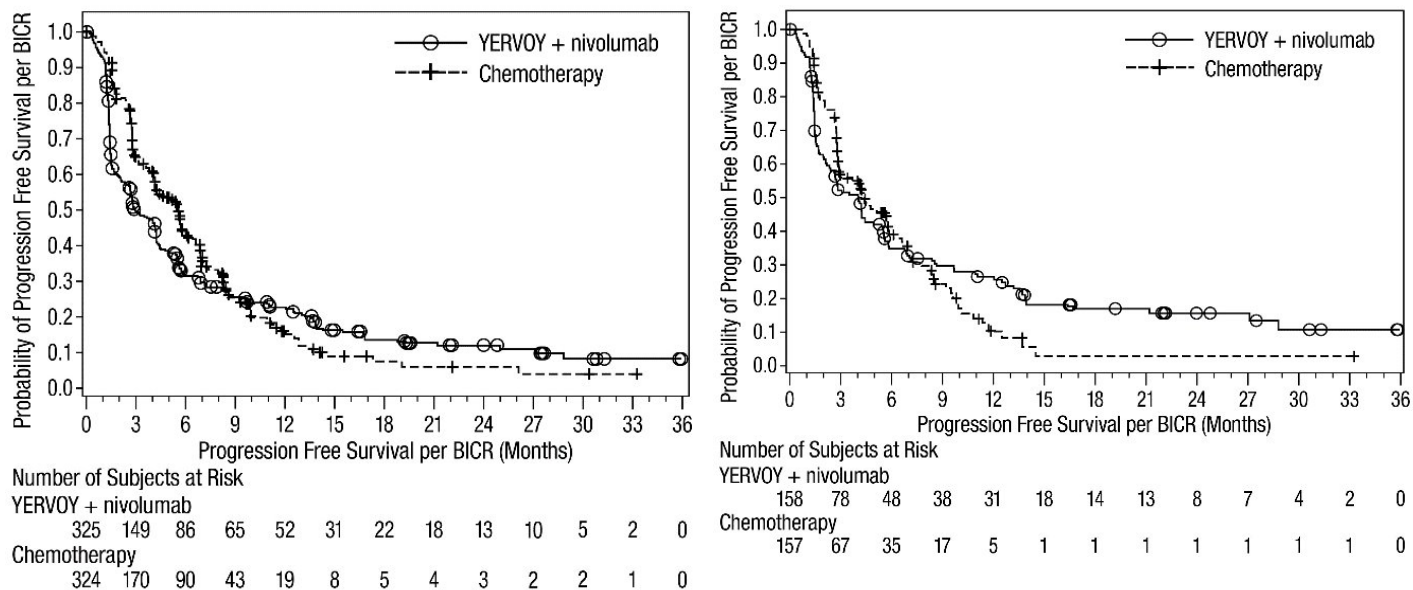 Probability of Progression Free Survival per BICR
1.0
0.9
0.8
0.7
0.6
0.5
0.4
0.3
0.2
0.1
0.0
YERVOY + nivolumab
Chemotherapy
0 3 6 9 12 15 18 21 24 27 30 33 36
Progression Free Survival per BICR (Months)
Number of Subjects at Risk
YERVOY + nivolumab
325 149 86 65 52 31 22 18 13 10 5 2 0
Chemotherapy
324 170 90 43 19 8 5 4 3 2 2 1 0
Probability of Progression Free Survival per BICR
1.0
0.9
0.8
0.7
0.6
0.5
0.4
0.3
0.2
0.1
0.0
YERVOY + nivolumab
Chemotherapy
0 3 6 9 12 15 18 21 24 27 30 33 36
Progression Free Survival per BICR (Months)
Number of Subjects at Risk
YERVOY + nivolumab
158 78 48 38 31 18 14 13 8 7 4 2 0
Chemotherapy
157 67 35 17 5 1 1 1 1 1 1 1 0